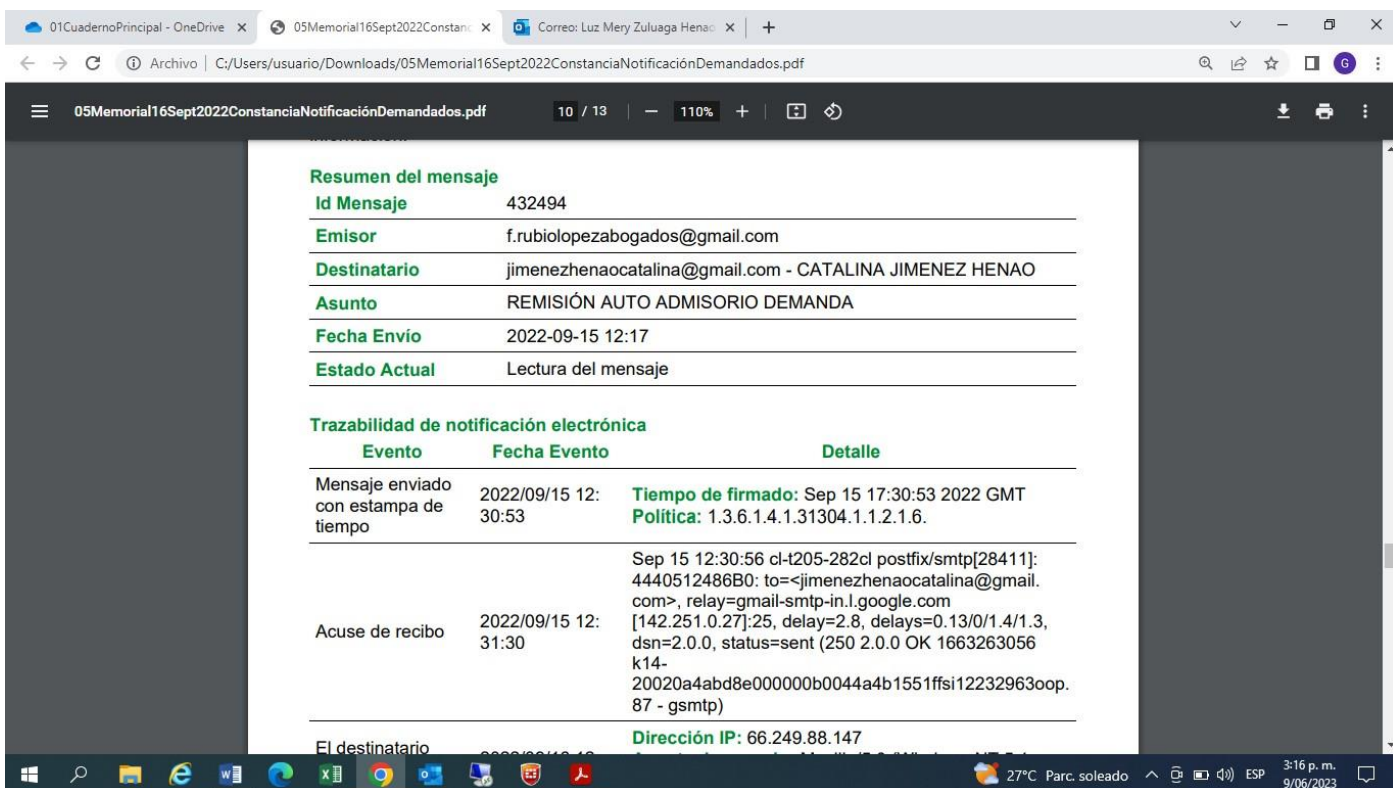 01CuadernoPrincipal - OneDrive
05Memorial16Sept2022Constanc
Correo: Luz Mery Zuluaga Henao
Archivo C:/Users/usuario/Downloads/05Memorial16Sept2022ConstanciaNotificaciónDemandados.pdf
G
05Memorial16Sept2022ConstanciaNotificaciónDemandados.pdf 10 / 13 110%
Resumen del mensaje
Id Mensaje 432494
Emisor f.rubiolopezabogados@gmail.com
Destinatario jimenezhenaocatalina@gmail.com - CATALINA JIMENEZ HENAO
Asunto REMISIÓN AUTO ADMISORIO DEMANDA
Fecha Envío 2022-09-15 12:17
Estado Actual Lectura del mensaje
Trazabilidad de notificación electrónica
Evento Fecha Evento Detalle
Mensaje enviado
con estampa de
tiempo
2022/09/15 12:
30:53
Tiempo de firmado: Sep 15 17:30:53 2022 GMT
Política: 1.3.6.1.4.1.31304.1.1.2.1.6.
Acuse de recibo
2022/09/15 12:
31:30
Sep 15 12:30:56 cl-t205-282cl postfix/smtp[28411]:
4440512486B0: to=<jimenezhenaocatalina@gmail.
com>, relay=gmail-smtp-in.l.google.com
[142.251.0.27]:25, delay=2.8, delays=0.13/0/1.4/1.3,
dsn=2.0.0, status=sent (250 2.0.0 OK 1663263056
k14-
20020a4abd8e000000b0044a4b1551ffsi12232963oop.
87 - gsmtp)
El destinatario
Dirección IP: 66.249.88.147
27°C Parc. soleado
ESP
3:16 p. m.
9/06/2023